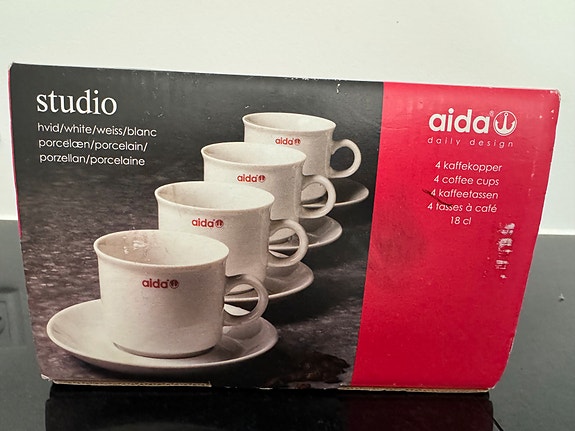 studio
hvid/white/weiss/blanc
porcelæn/porcelain/
porzellan/porcelaine
aida
daily design
4 kaffekopper
4 coffee cups
4 kaffeetassen
4 tasses à café
18 cl
aida
aida
aida
aida